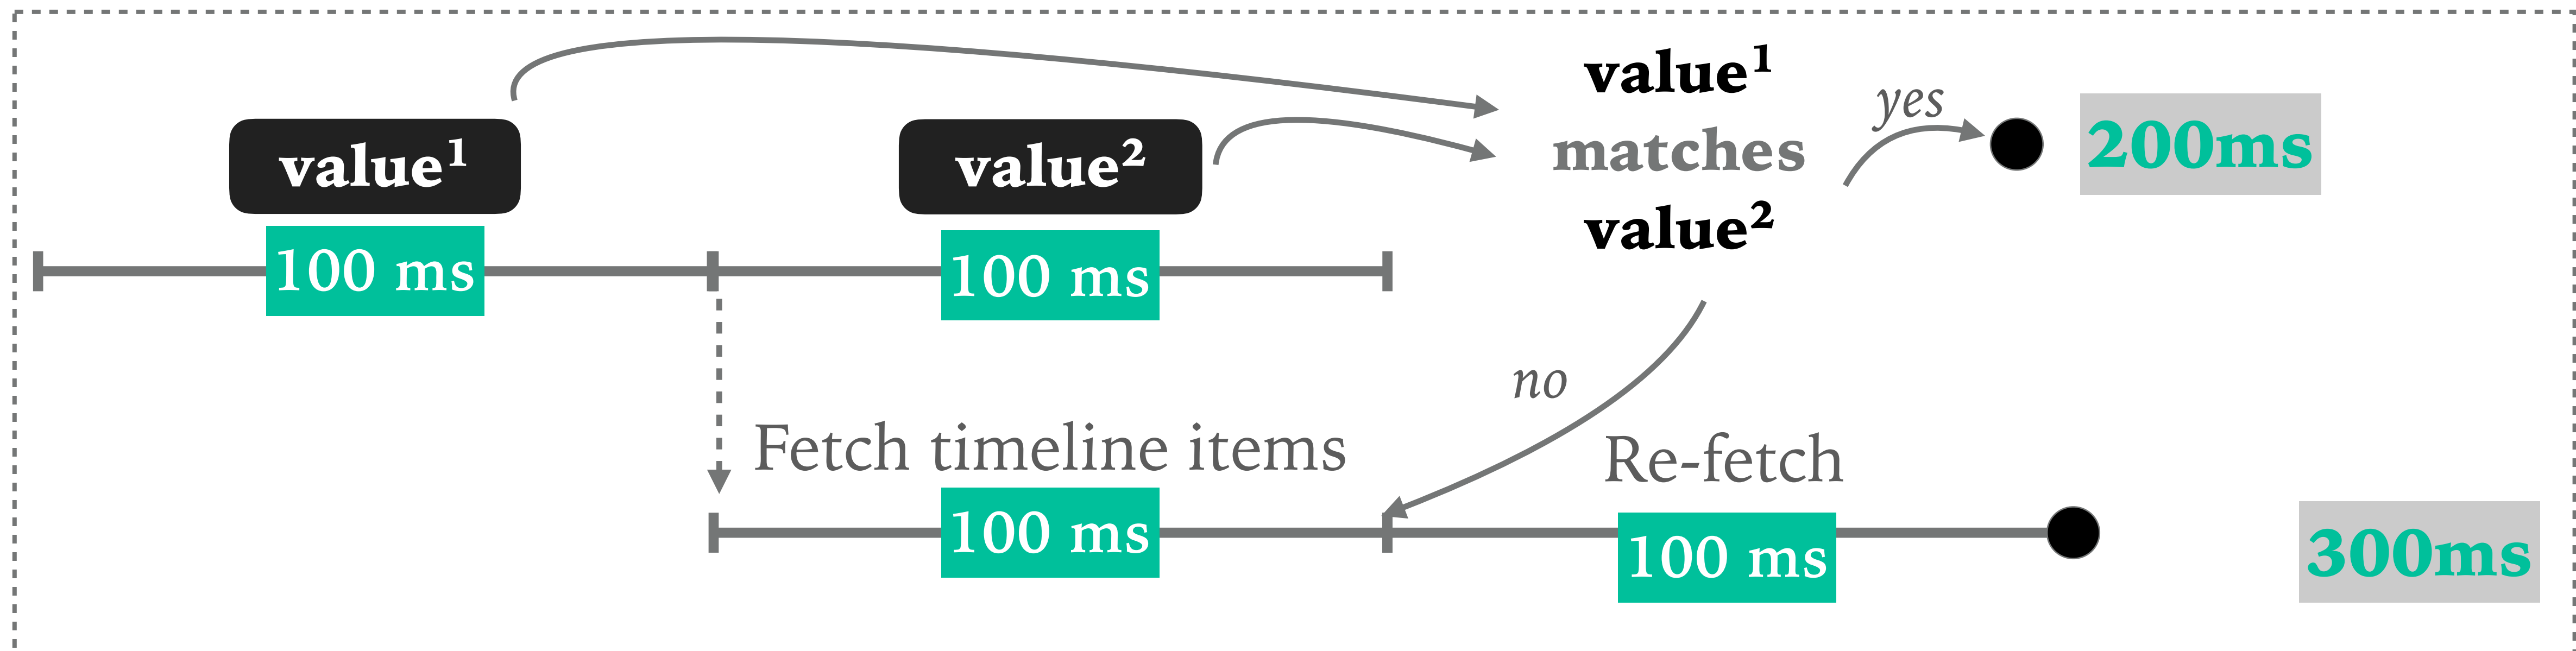 value¹
value²
100 ms
100 ms
value¹
matches
value²
yes
200ms
no
Fetch timeline items
100 ms
Re-fetch
100 ms
300ms